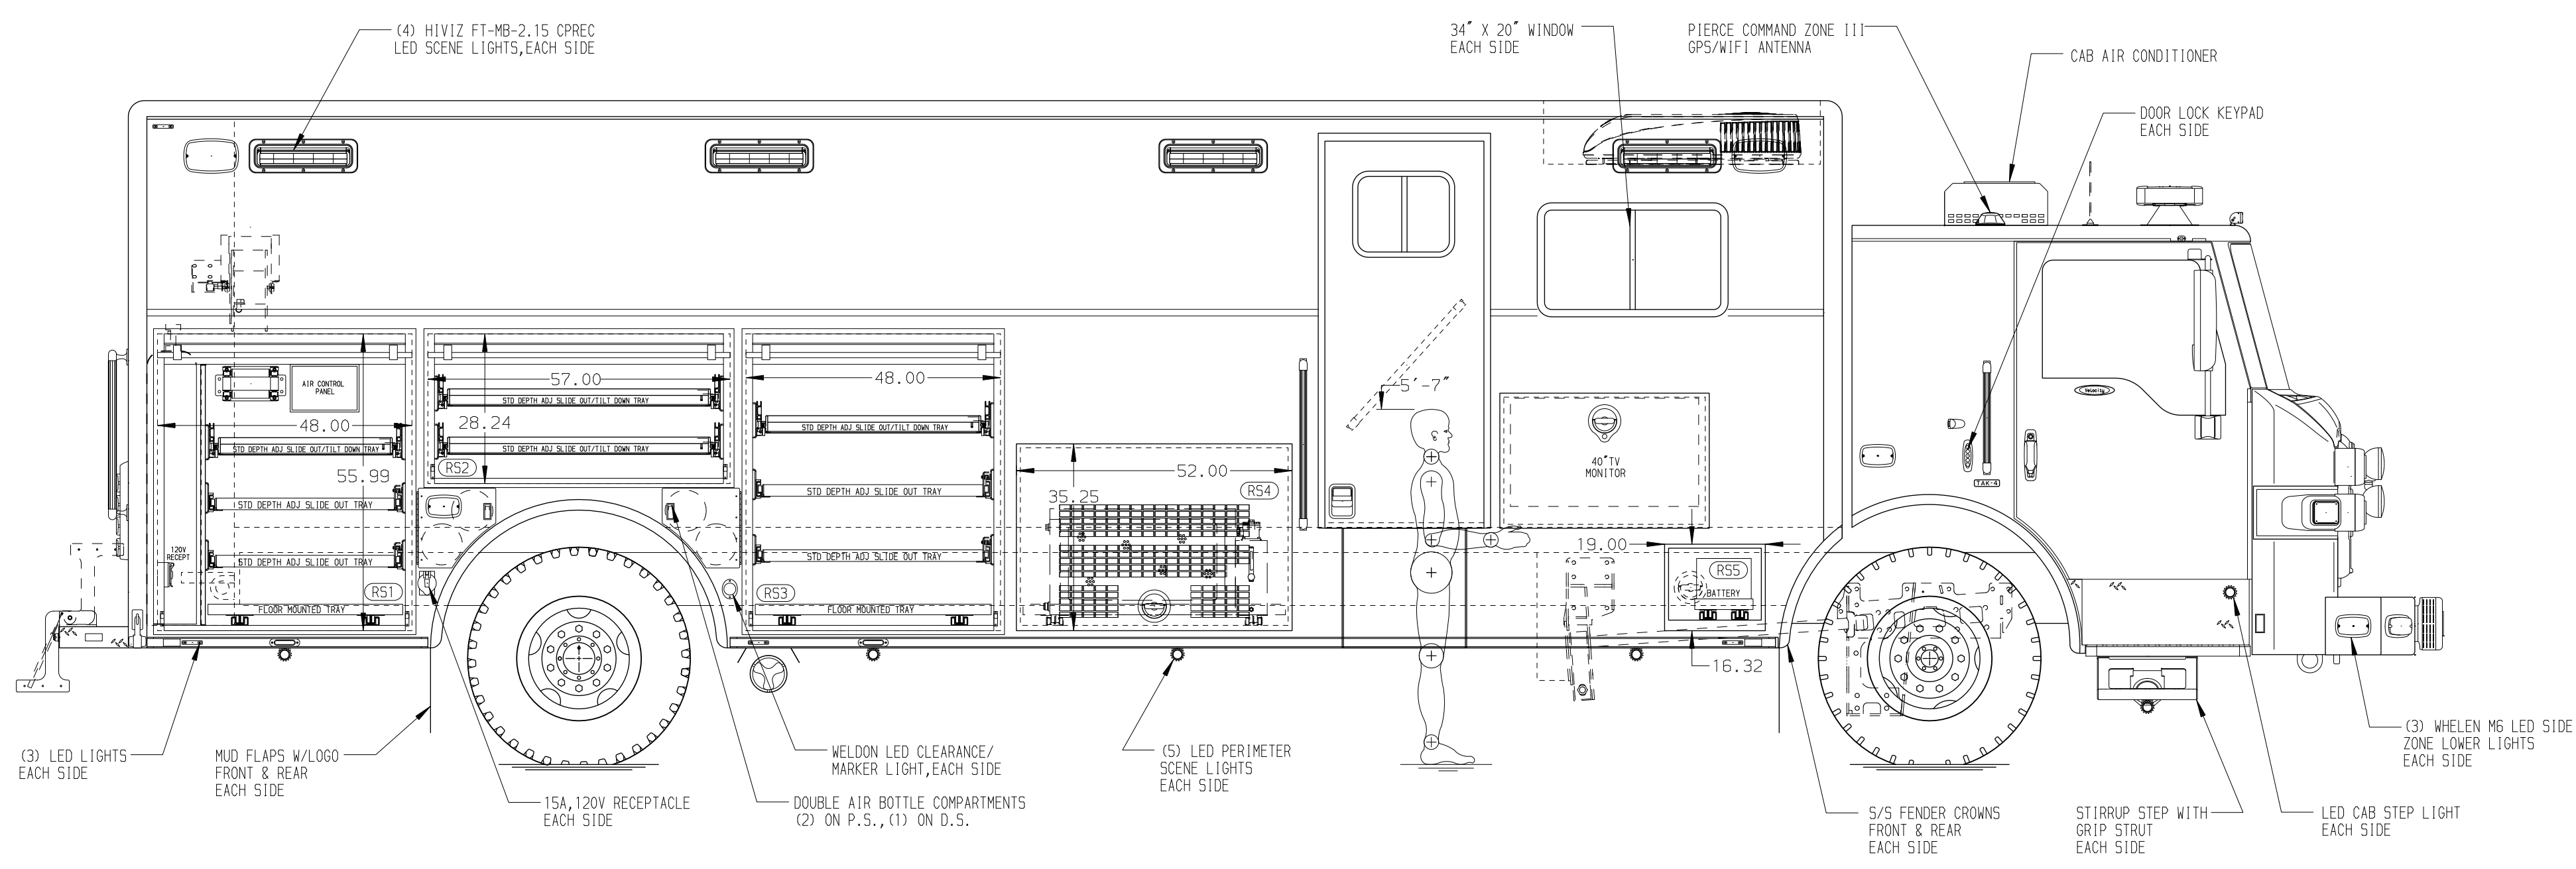 (4) HIVIZ FT-MB-2.15 CPREC
LED SCENE LIGHTS,EACH SIDE
34" X 20" WINDOW
EACH SIDE
PIERCE COMMAND ZONE III
GPS/WIFI ANTENNA
CAB AIR CONDITIONER
DOOR LOCK KEYPAD
EACH SIDE
AIR CONTROL
PANEL
48.00
STD DEPTH ADJ SLIDE OUT/TILT DOWN TRAY
55.99
STD DEPTH ADJ SLIDE OUT TRAY
120V
RECEPT
STD DEPTH ADJ SLIDE OUT TRAY
RS1
FLOOR MOUNTED TRAY
57.00
STD DEPTH ADJ SLIDE OUT/TILT DOWN TRAY
28.24
STD DEPTH ADJ SLIDE OUT/TILT DOWN TRAY
RS2
48.00
STD DEPTH ADJ SLIDE OUT/TILT DOWN TRAY
STD DEPTH ADJ SLIDE OUT TRAY
STD DEPTH ADJ SLIDE OUT TRAY
RS3
FLOOR MOUNTED TRAY
52.00
RS4
35.25
5'-7"
40"TV
MONITOR
19.00
RS5
BATTERY
16.32
Velocity
TAK-4
(3) LED LIGHTS
EACH SIDE
MUD FLAPS W/LOGO
FRONT & REAR
EACH SIDE
15A,120V RECEPTACLE
EACH SIDE
WELDON LED CLEARANCE/
MARKER LIGHT,EACH SIDE
DOUBLE AIR BOTTLE COMPARTMENTS
(2) ON P.S.,(1) ON D.S.
(5) LED PERIMETER
SCENE LIGHTS
EACH SIDE
S/S FENDER CROWNS
FRONT & REAR
EACH SIDE
STIRRUP STEP WITH
GRIP STRUT
EACH SIDE
LED CAB STEP LIGHT
EACH SIDE
(3) WHELEN M6 LED SIDE
ZONE LOWER LIGHTS
EACH SIDE